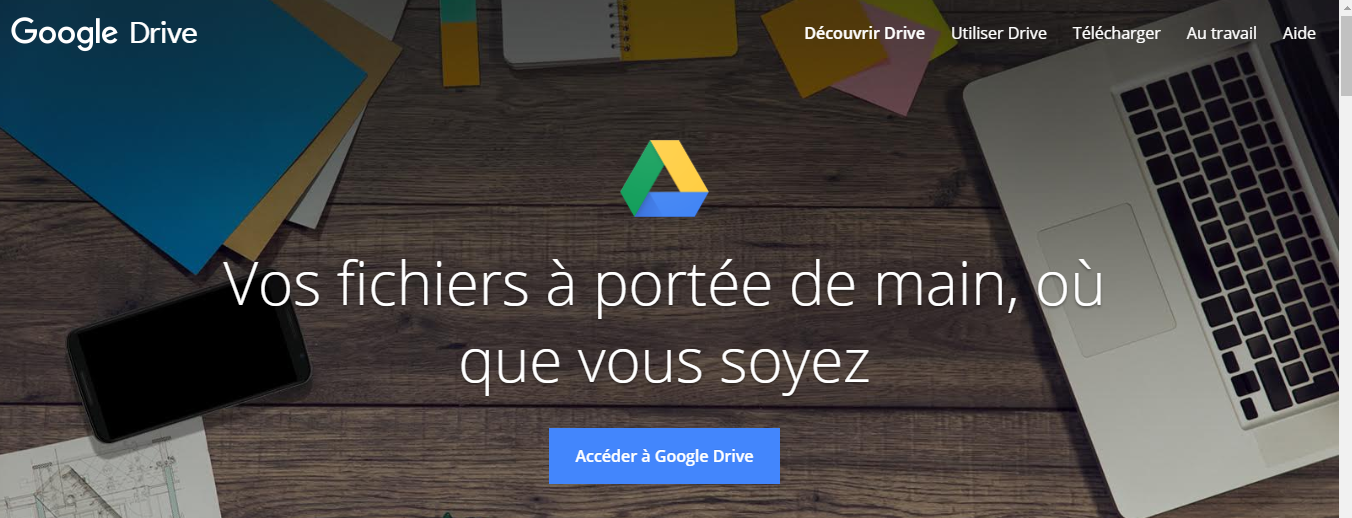 Google Drive
Découvrir Drive
Utiliser Drive
Télécharger
Au travail
Aide
Vos fichiers à portée de main, où
que vous soyez
Accéder à Google Drive